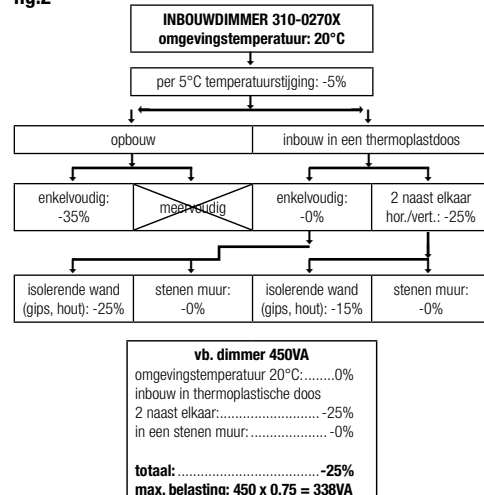 fig.2
INBOUWDIMMER 310-0270X
omgevingstemperatuur: 20°C
per 5°C temperatuurstijging: -5%
opbouw
inbouw in een thermoplastdoos
enkelvoudig:
-35%
meervoudig
enkelvoudig:
-0%
2 naast elkaar
hor./vert.: -25%
isolerende wand
(gips, hout): -25%
stenen muur:
-0%
isolerende wand
(gips, hout): -15%
stenen muur:
-0%
vb. dimmer 450VA
omgevingstemperatuur 20°C:........0%
inbouw in thermoplastische doos
2 naast elkaar:.......................... -25%
in een stenen muur:.................... -0%
totaal:.....................................-25%
max. belasting: 450 x 0.75 = 338VA